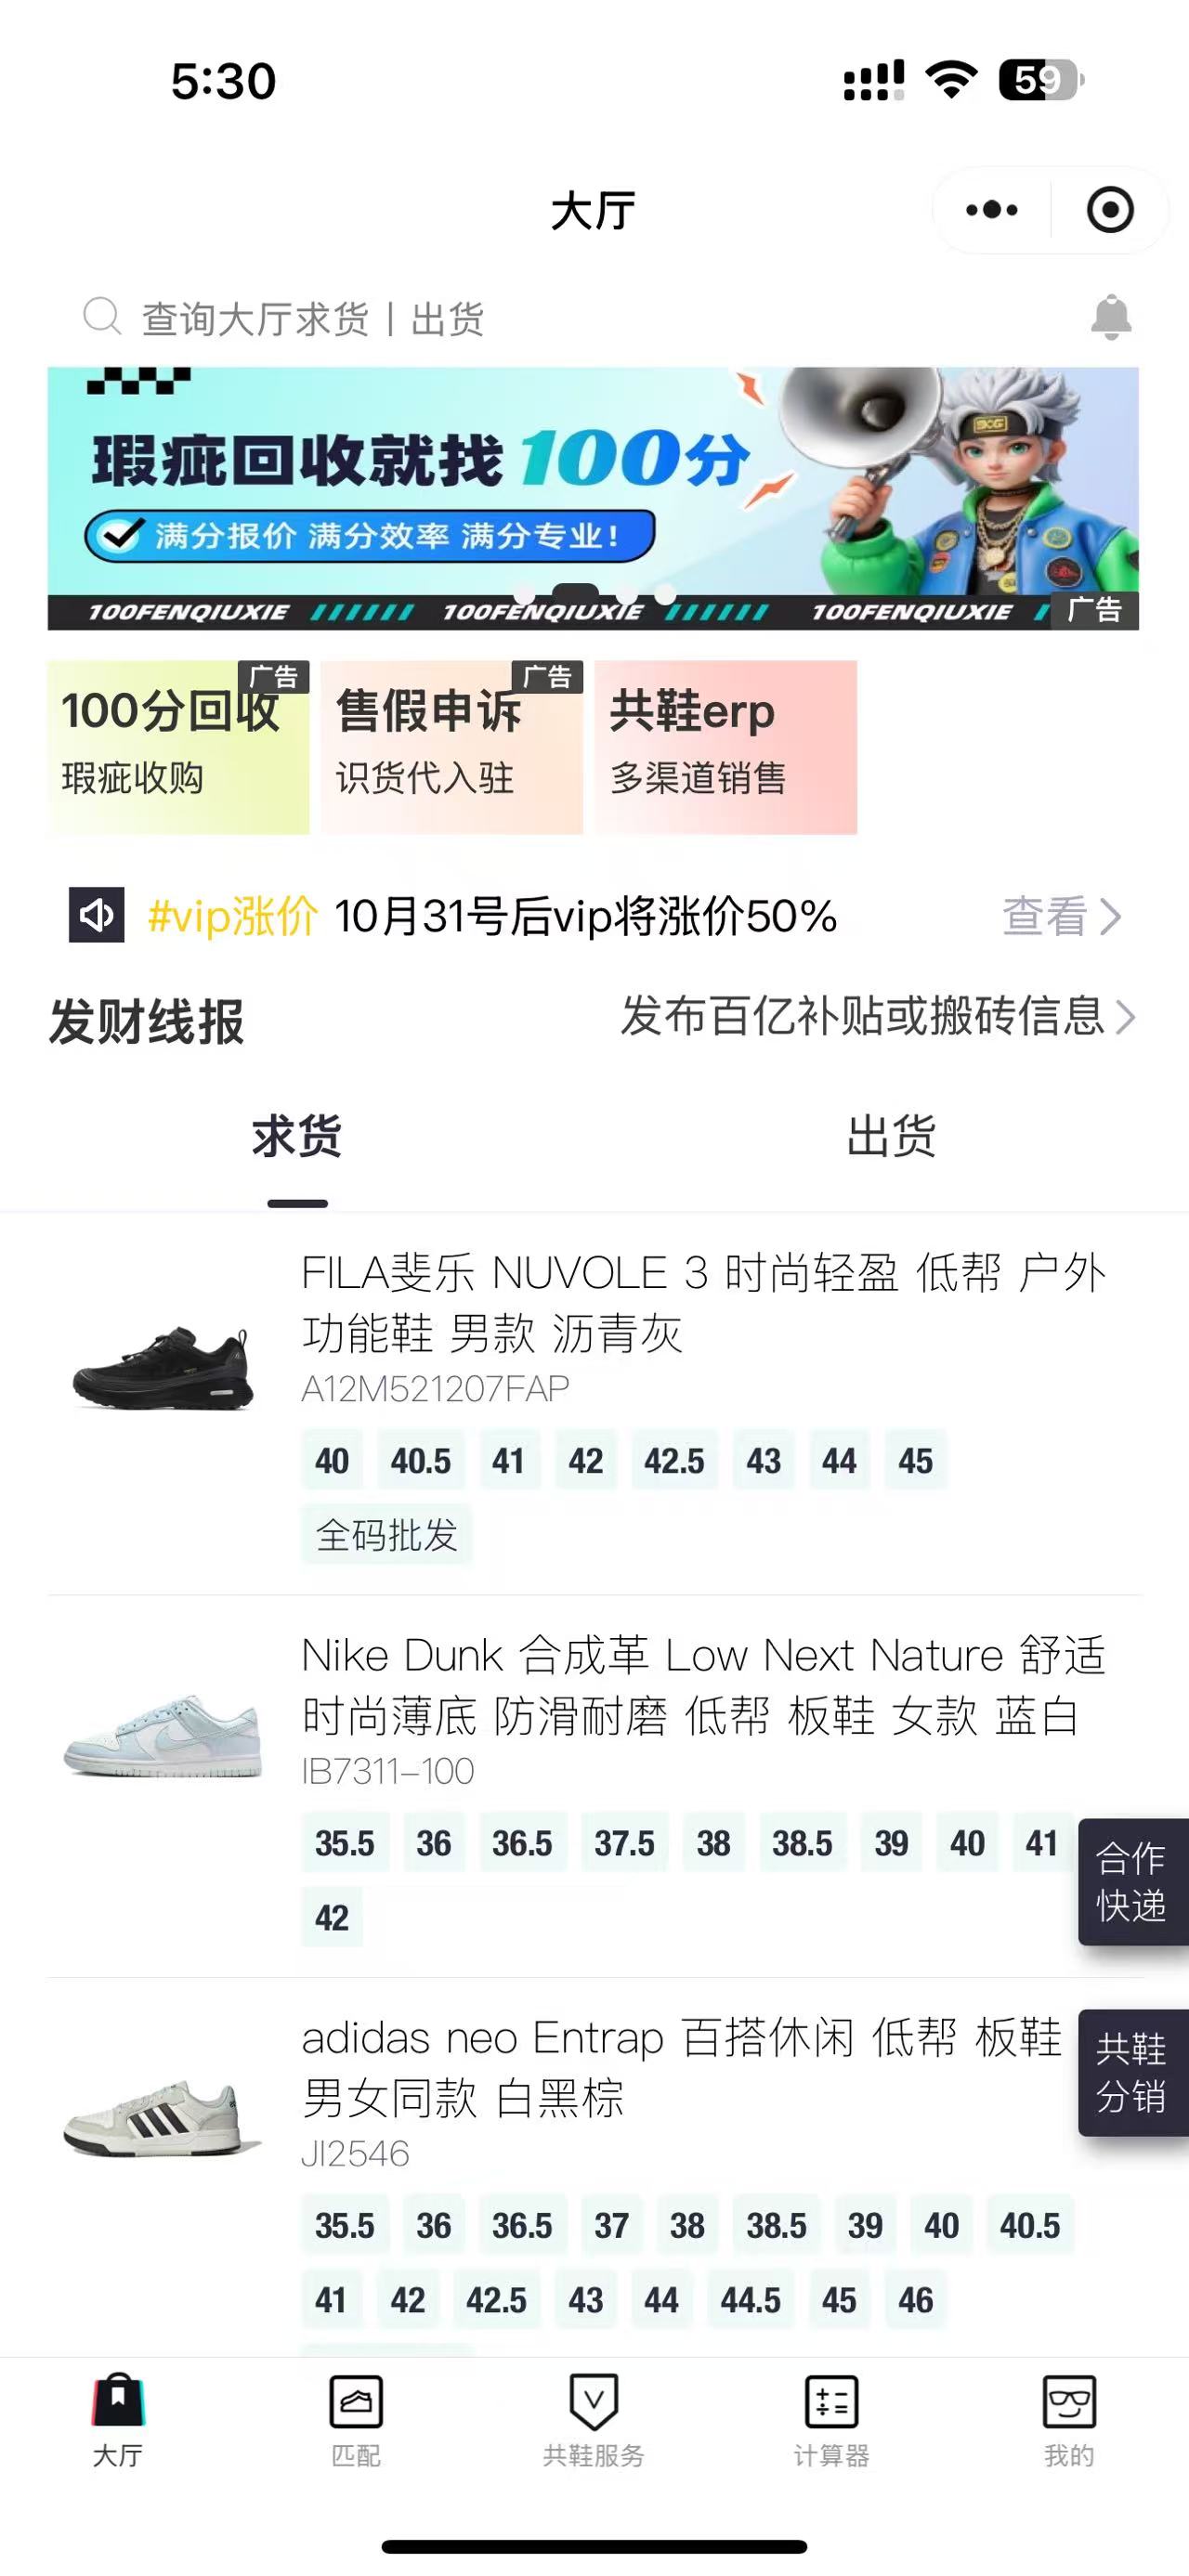 5:30
59
大厅
查询大厅求货丨出货
瑕疵回收就找100分
满分报价 满分效率 满分专业!
100FENQIUXIE 100FENQIUXIE 100FENQIUXIE
广告
广告
100分回收
瑕疵收购
广告
售假申诉
识货代入驻
共鞋erp
多渠道销售
#vip涨价 10月31号后vip将涨价50%
查看
发财线报
发布百亿补贴或搬砖信息
求货
出货
FILA斐乐 NUVOLE 3 时尚轻盈 低帮 户外
功能鞋 男款 沥青灰
A12M521207FAP
40 40.5 41 42 42.5 43 44 45
全码批发
Nike Dunk 合成革 Low Next Nature 舒适
时尚薄底 防滑耐磨 低帮 板鞋 女款 蓝白
IB7311-100
35.5 36 36.5 37.5 38 38.5 39 40 41
42
合作
快递
adidas neo Entrap 百搭休闲 低帮 板鞋
男女同款 白黑棕
JI2546
35.5 36 36.5 37 38 38.5 39 40 40.5
41 42 42.5 43 44 44.5 45 46
共鞋
分销
大厅
匹配
共鞋服务
计算器
我的